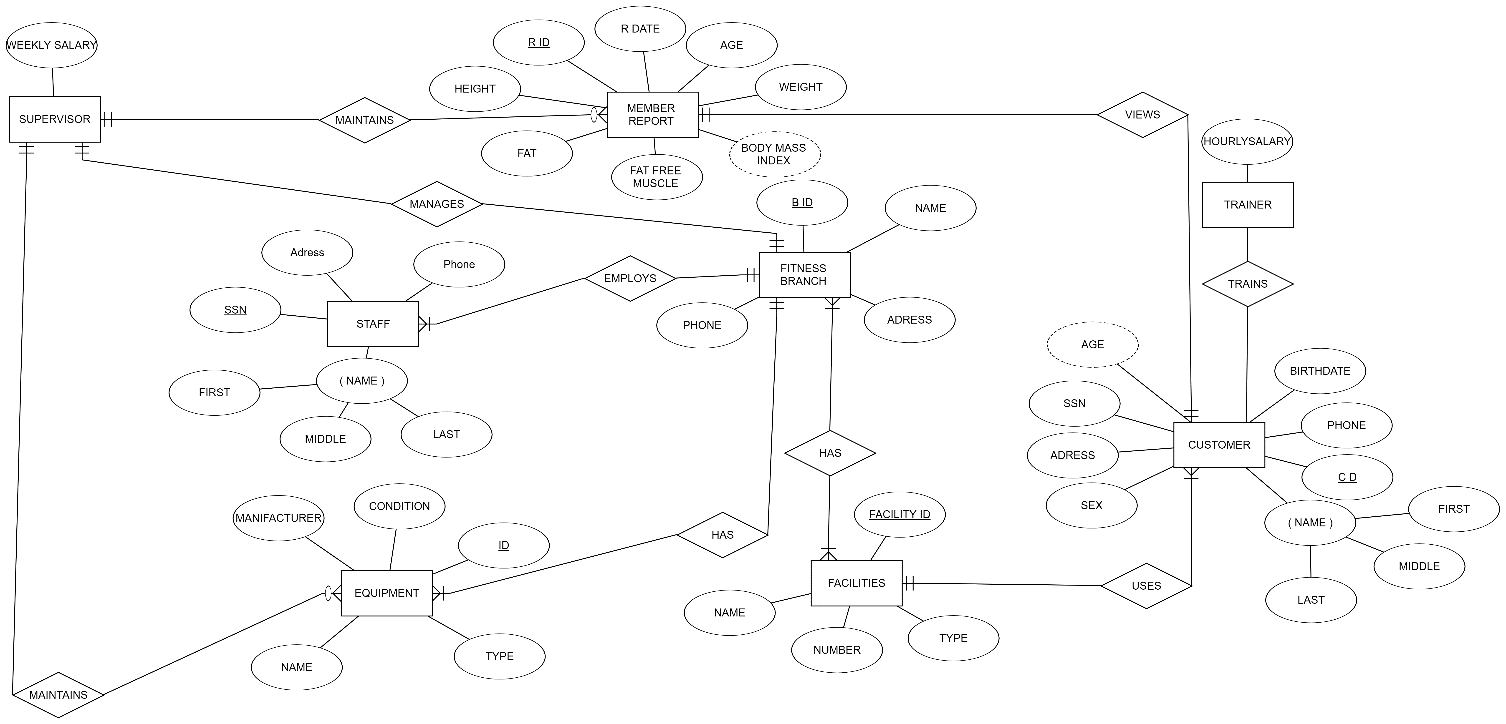 WEEKLY SALARY
SUPERVISOR
MAINTAINS
R ID
R DATE
AGE
HEIGHT
WEIGHT
MEMBER
REPORT
FAT
FAT FREE
MUSCLE
BODY MASS
INDEX
VIEWS
HOURLYSALARY
TRAINER
TRAINS
MANAGES
B ID
NAME
FITNESS
BRANCH
PHONE
ADRESS
EMPLOYS
Adress
Phone
SSN
STAFF
( NAME )
FIRST
MIDDLE
LAST
HAS
AGE
BIRTHDATE
SSN
PHONE
CUSTOMER
ADRESS
C D
SEX
( NAME )
FIRST
MIDDLE
LAST
MANIFACTURER
CONDITION
ID
EQUIPMENT
NAME
TYPE
HAS
FACILITY ID
FACILITIES
NAME
NUMBER
TYPE
USES
MAINTAINS